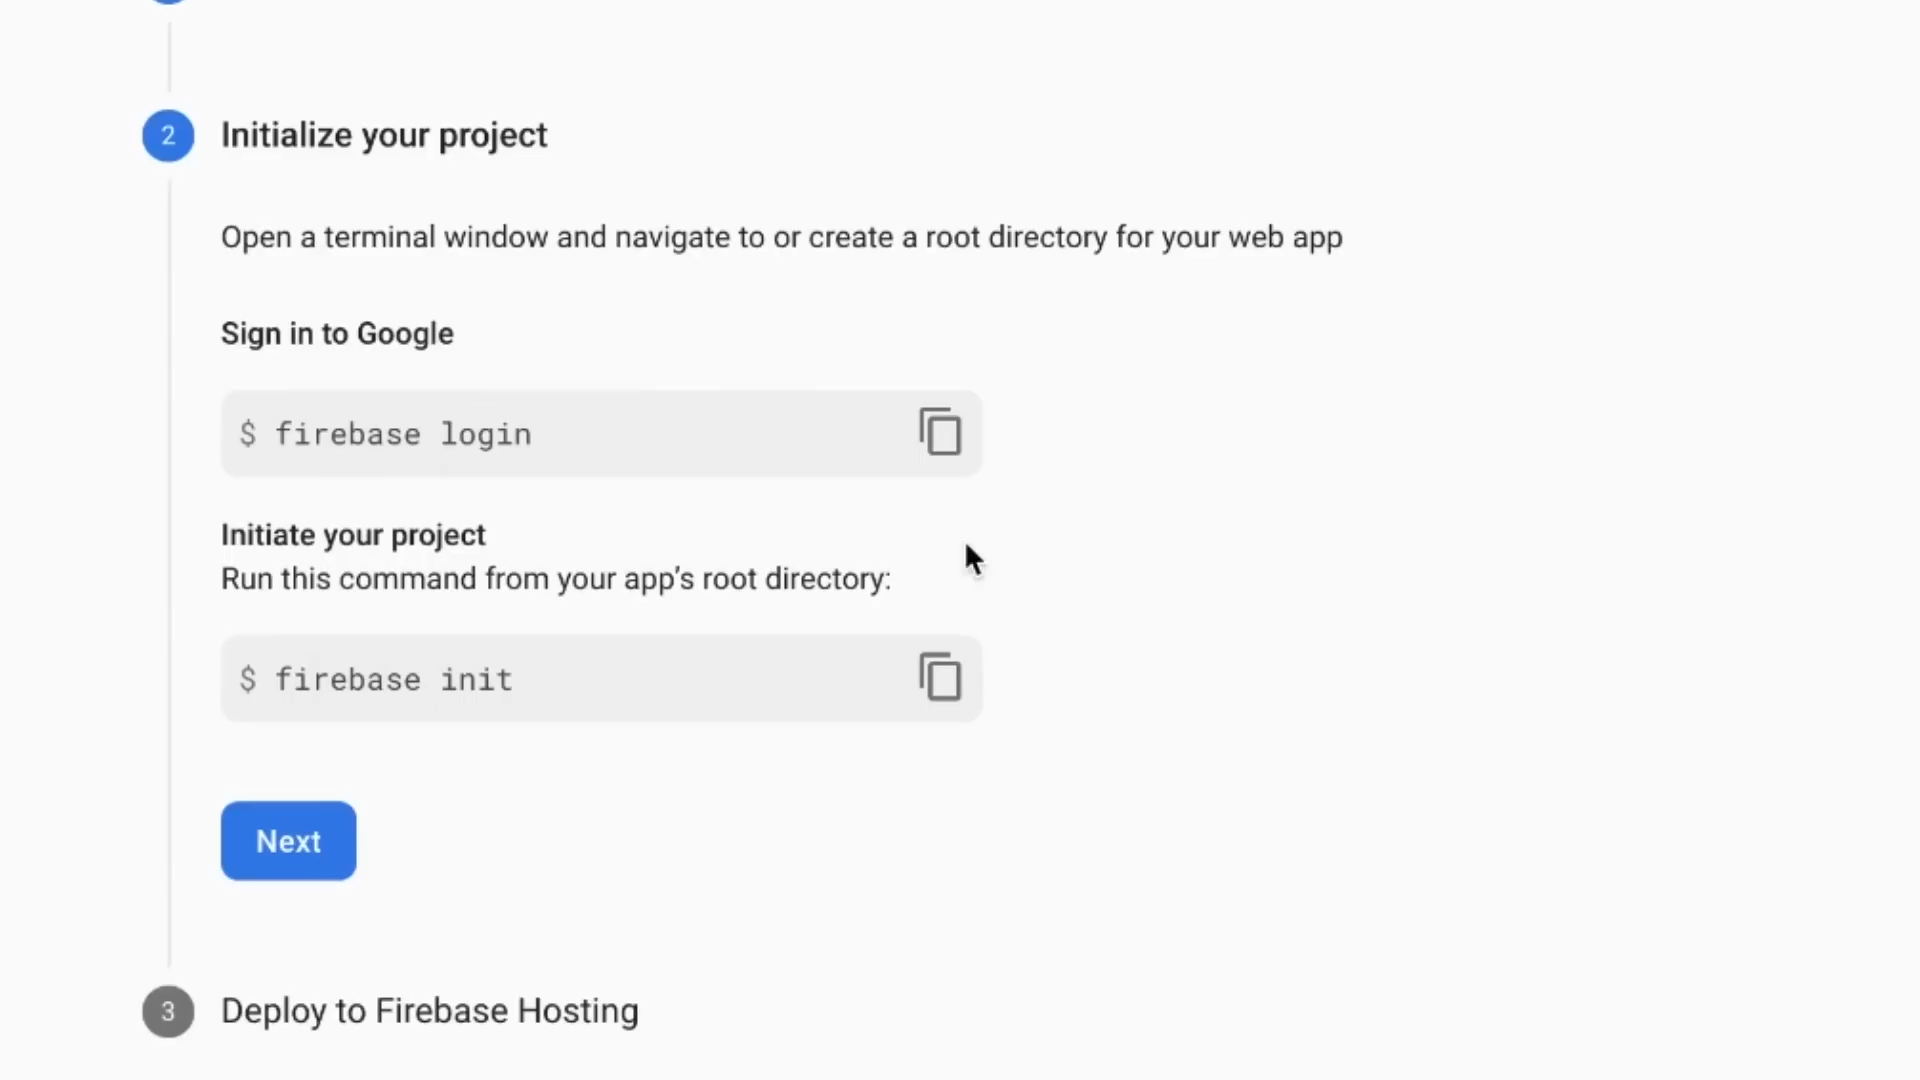 2 Initialize your project
Open a terminal window and navigate to or create a root directory for your web app
Sign in to Google
$ firebase login
Initiate your project
Run this command from your app’s root directory:
$ firebase init
Next
3 Deploy to Firebase Hosting